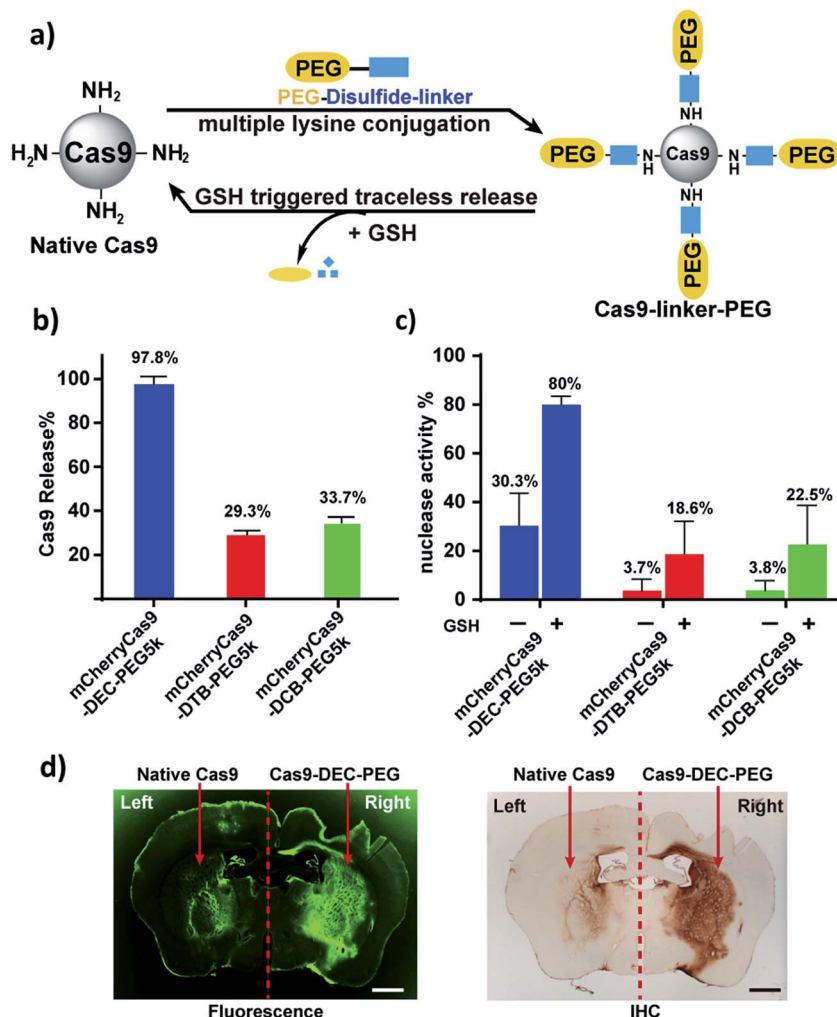 a)
PEG
PEG-Disulfide-linker
multiple lysine conjugation
GSH triggered traceless release
+ GSH
NH2
H2N
Cas9
NH2
NH2
Native Cas9
PEG
NH
PEG
N
H
Cas9
N
H
PEG
NH
PEG
Cas9-linker-PEG
b)
Cas9 Release%
100
80
60
40
20
97.8%
29.3%
33.7%
mCherryCas9
-DEC-PEG5k
mCherryCas9
-DTB-PEG5k
mCherryCas9
-DCB-PEG5k
c)
nuclease activity %
100
80
60
40
20
0
30.3%
80%
3.7%
18.6%
3.8%
22.5%
GSH
− + − + − +
mCherryCas9
-DEC-PEG5k
mCherryCas9
-DTB-PEG5k
mCherryCas9
-DCB-PEG5k
d)
Native Cas9 Cas9-DEC-PEG
Left Right
Fluorescence
Native Cas9 Cas9-DEC-PEG
Left Right
IHC